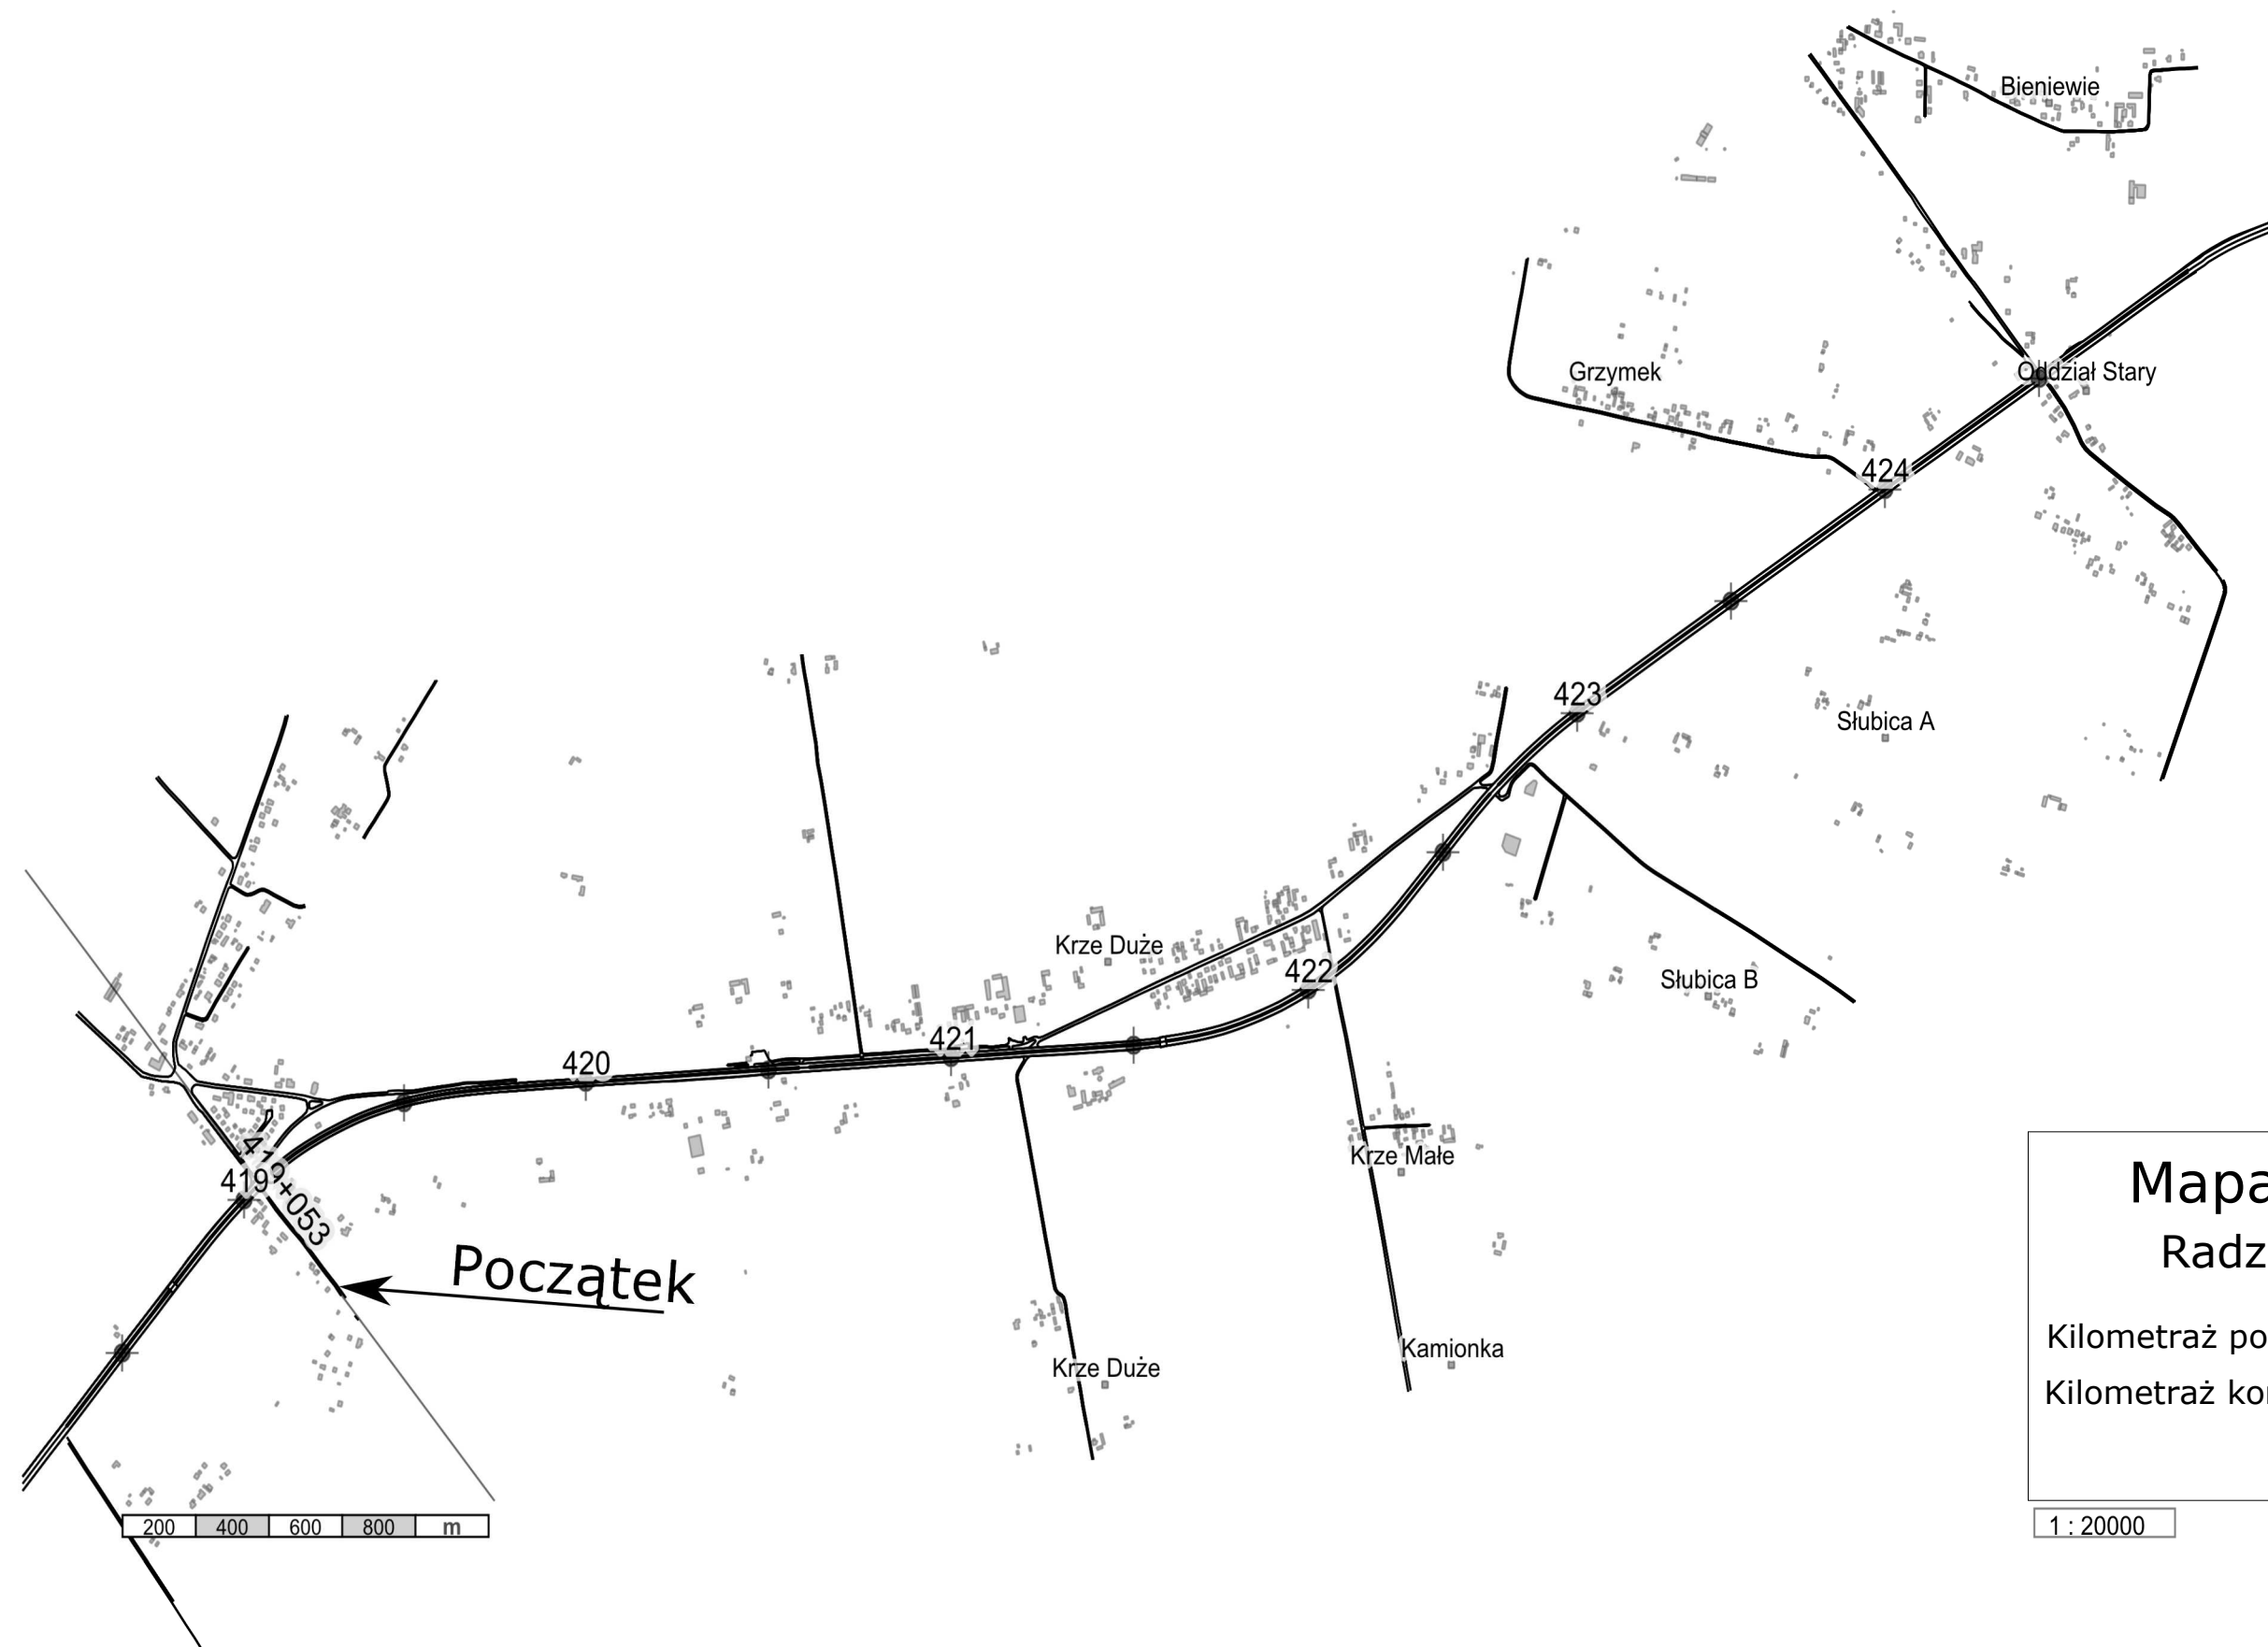 Bieniewie
Grzymek
Oddział Stary
424
423
Słubica A
Krze Duże
422
Słubica B
421
420
Krze Małe
419
419+053
Początek
Mapa
Radz
Kilometraż po
Kilometraż ko
Kamionka
Krze Duże
200 400 600 800 m
1 : 20000